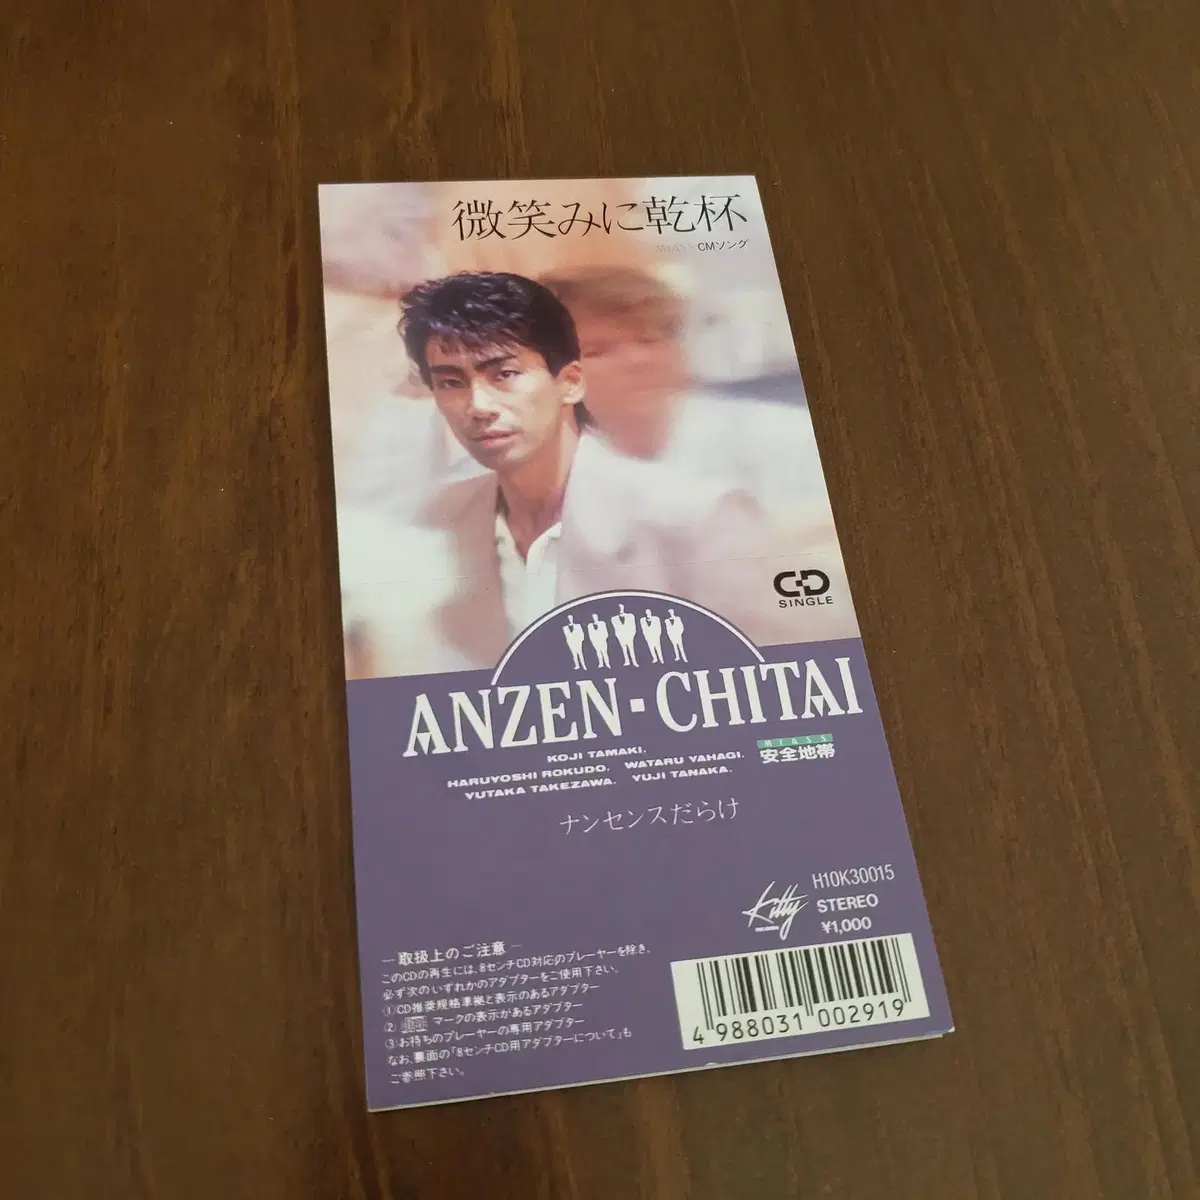 微笑みに乾杯
MIASS CMソング
CD
SINGLE
ANZEN-CHITAI
KOJI TAMAKI.
HARUYOSHI ROKUDO. WATARU YAHAGI.
YUTAKA TAKEZAWA. YUJI TANAKA.
MIASS
安全地帯
ナンセンスだらけ
H10K30015
Kitty
STEREO
¥1,000
─取扱上のご注意─
このCDの再生には、8センチCD対応のプレーヤーを除き、
必ず次のいずれかのアダプターをご使用下さい。
①CD推奨規格準拠と表示のあるアダプター
② マークの表示があるアダプター
③お持ちのプレーヤーの専用アダプター
なお、裏面の「8センチCD用アダプターについて」も
ご参照下さい。
4 988031 002919